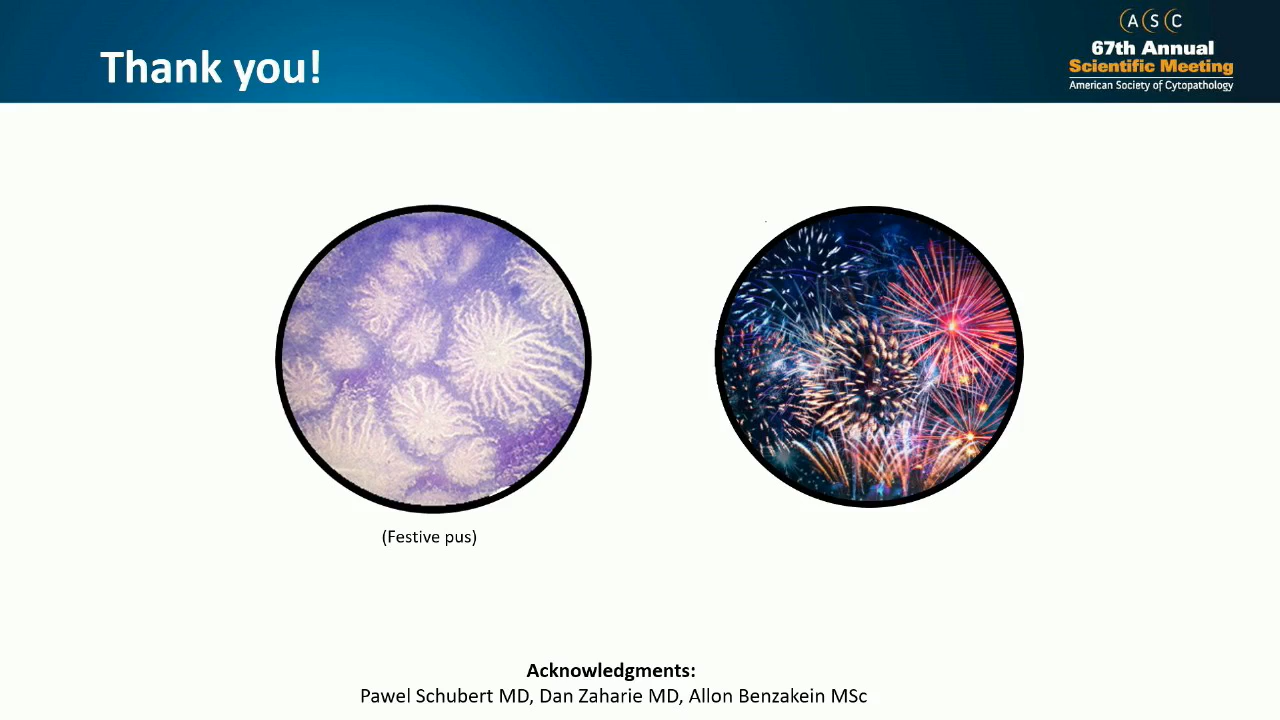 Thank you!
(A(S(C
67th Annual
Scientific Meeting
American Society of Cytopathology
(Festive pus)
Acknowledgments:
Pawel Schubert MD, Dan Zaharie MD, Allon Benzakein MSc